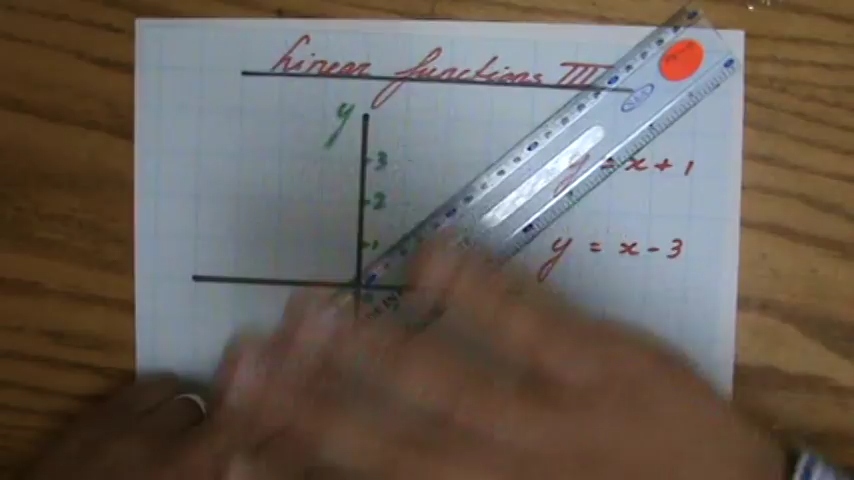 Linear functions III
y
3
2
1
y = x + 1
y = x - 3